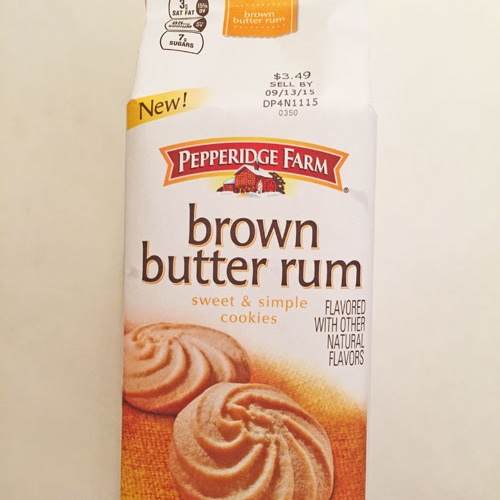 3g
SAT FAT
15%
DV
7g
SUGARS
brown
butter rum
$3.49
SELL BY
09/13/15
DP4N1115
0350
New!
PEPPERIDGE FARM
brown
butter rum
sweet & simple
cookies
FLAVORED
WITH OTHER
NATURAL
FLAVORS